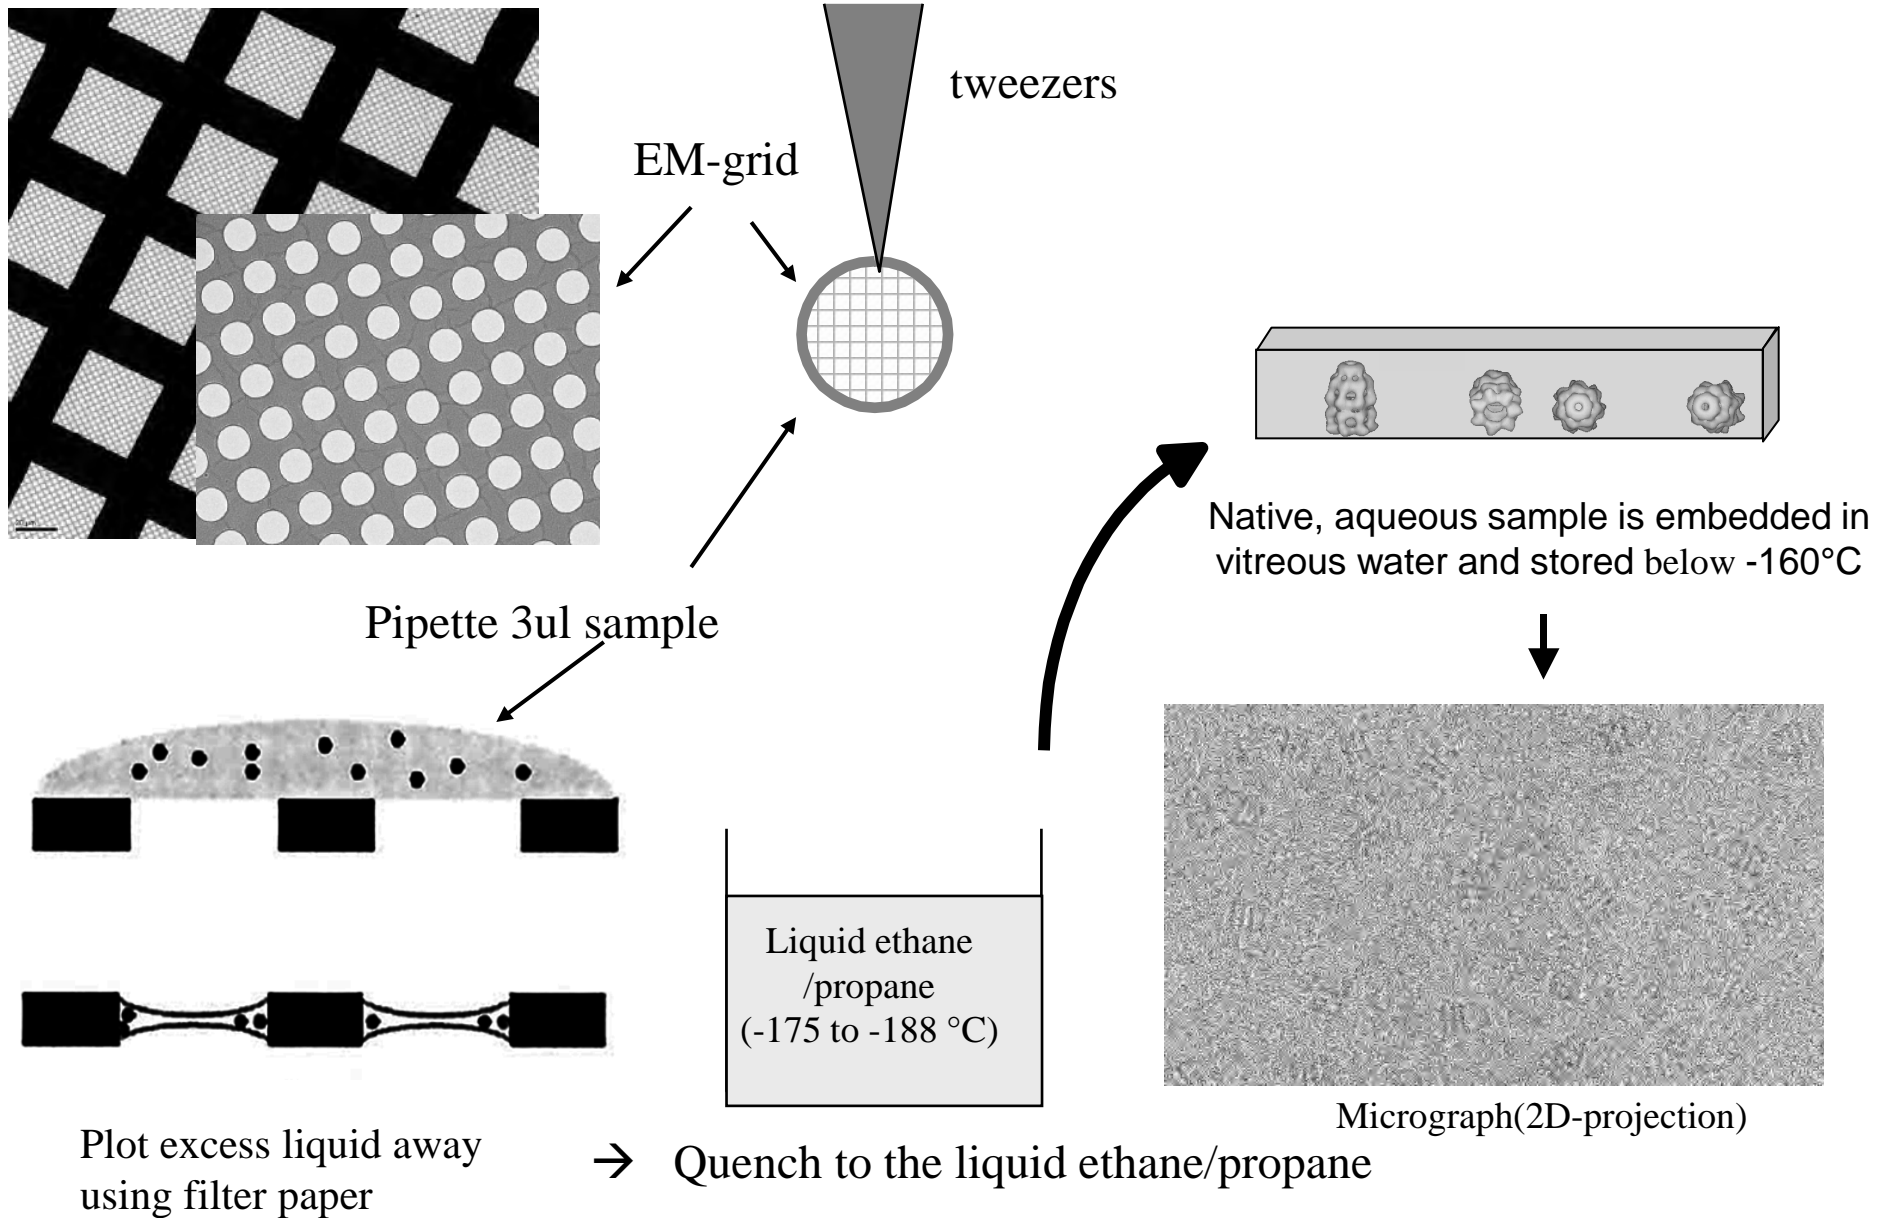 tweezers
EM-grid
Pipette 3ul sample
Native, aqueous sample is embedded in
vitreous water and stored below -160°C
Liquid ethane
/propane
(-175 to -188 °C)
Micrograph(2D-projection)
Plot excess liquid away
using filter paper
→ Quench to the liquid ethane/propane